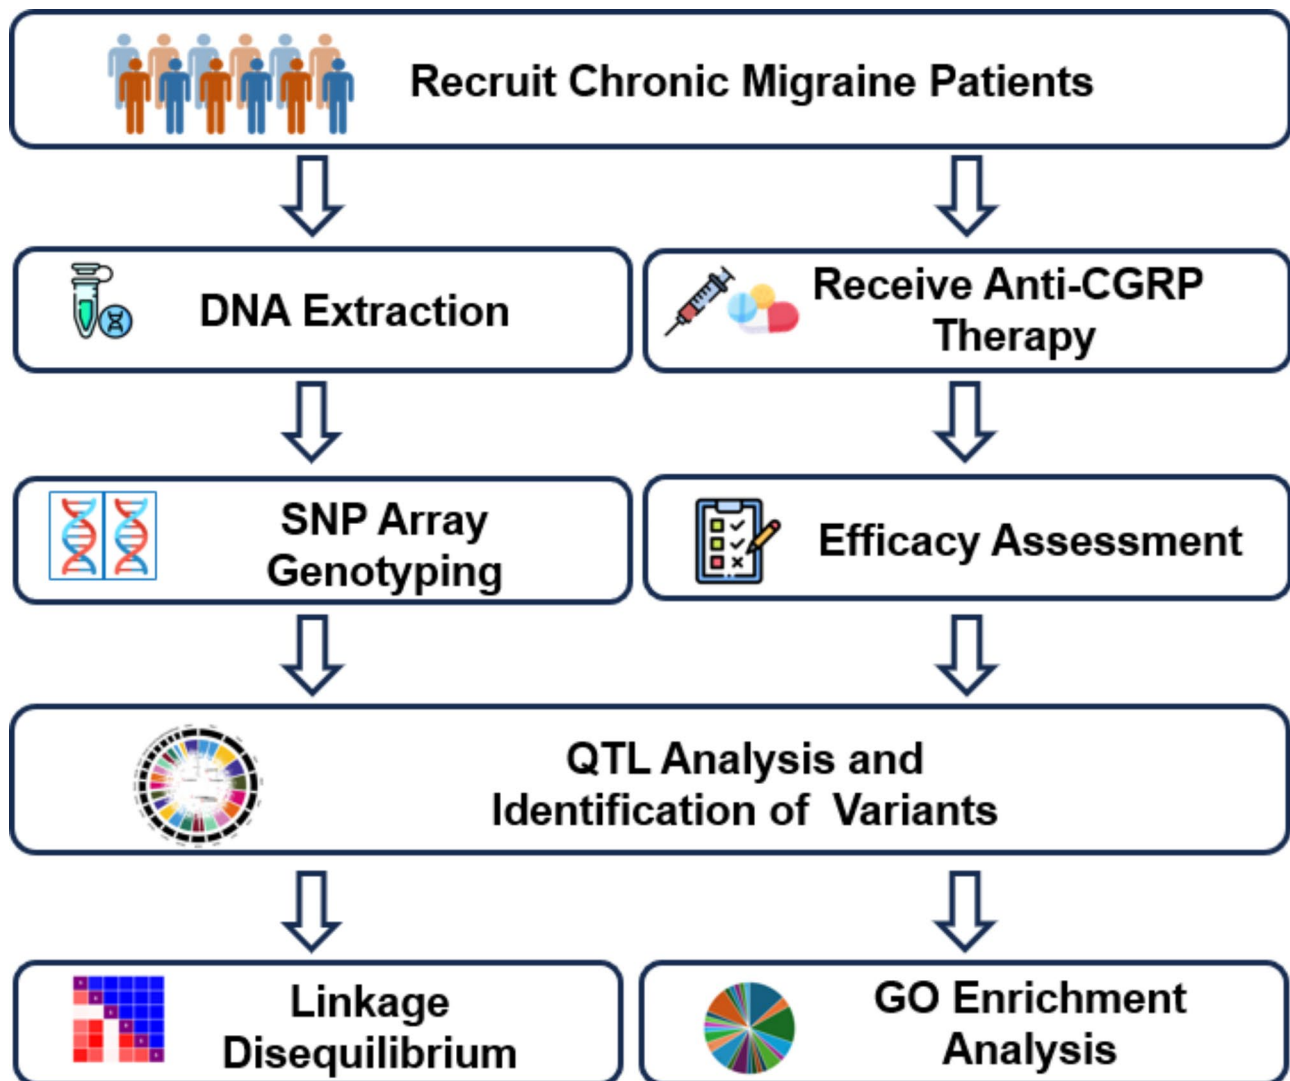 Recruit Chronic Migraine Patients
DNA Extraction
Receive Anti-CGRP
Therapy
SNP Array
Genotyping
Efficacy Assessment
QTL Analysis and
Identification of Variants
Linkage
Disequilibrium
GO Enrichment
Analysis